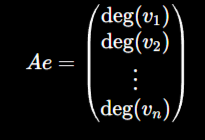 deg(v₁)
deg(v₂)
Ae =
⋮
deg(vₙ)